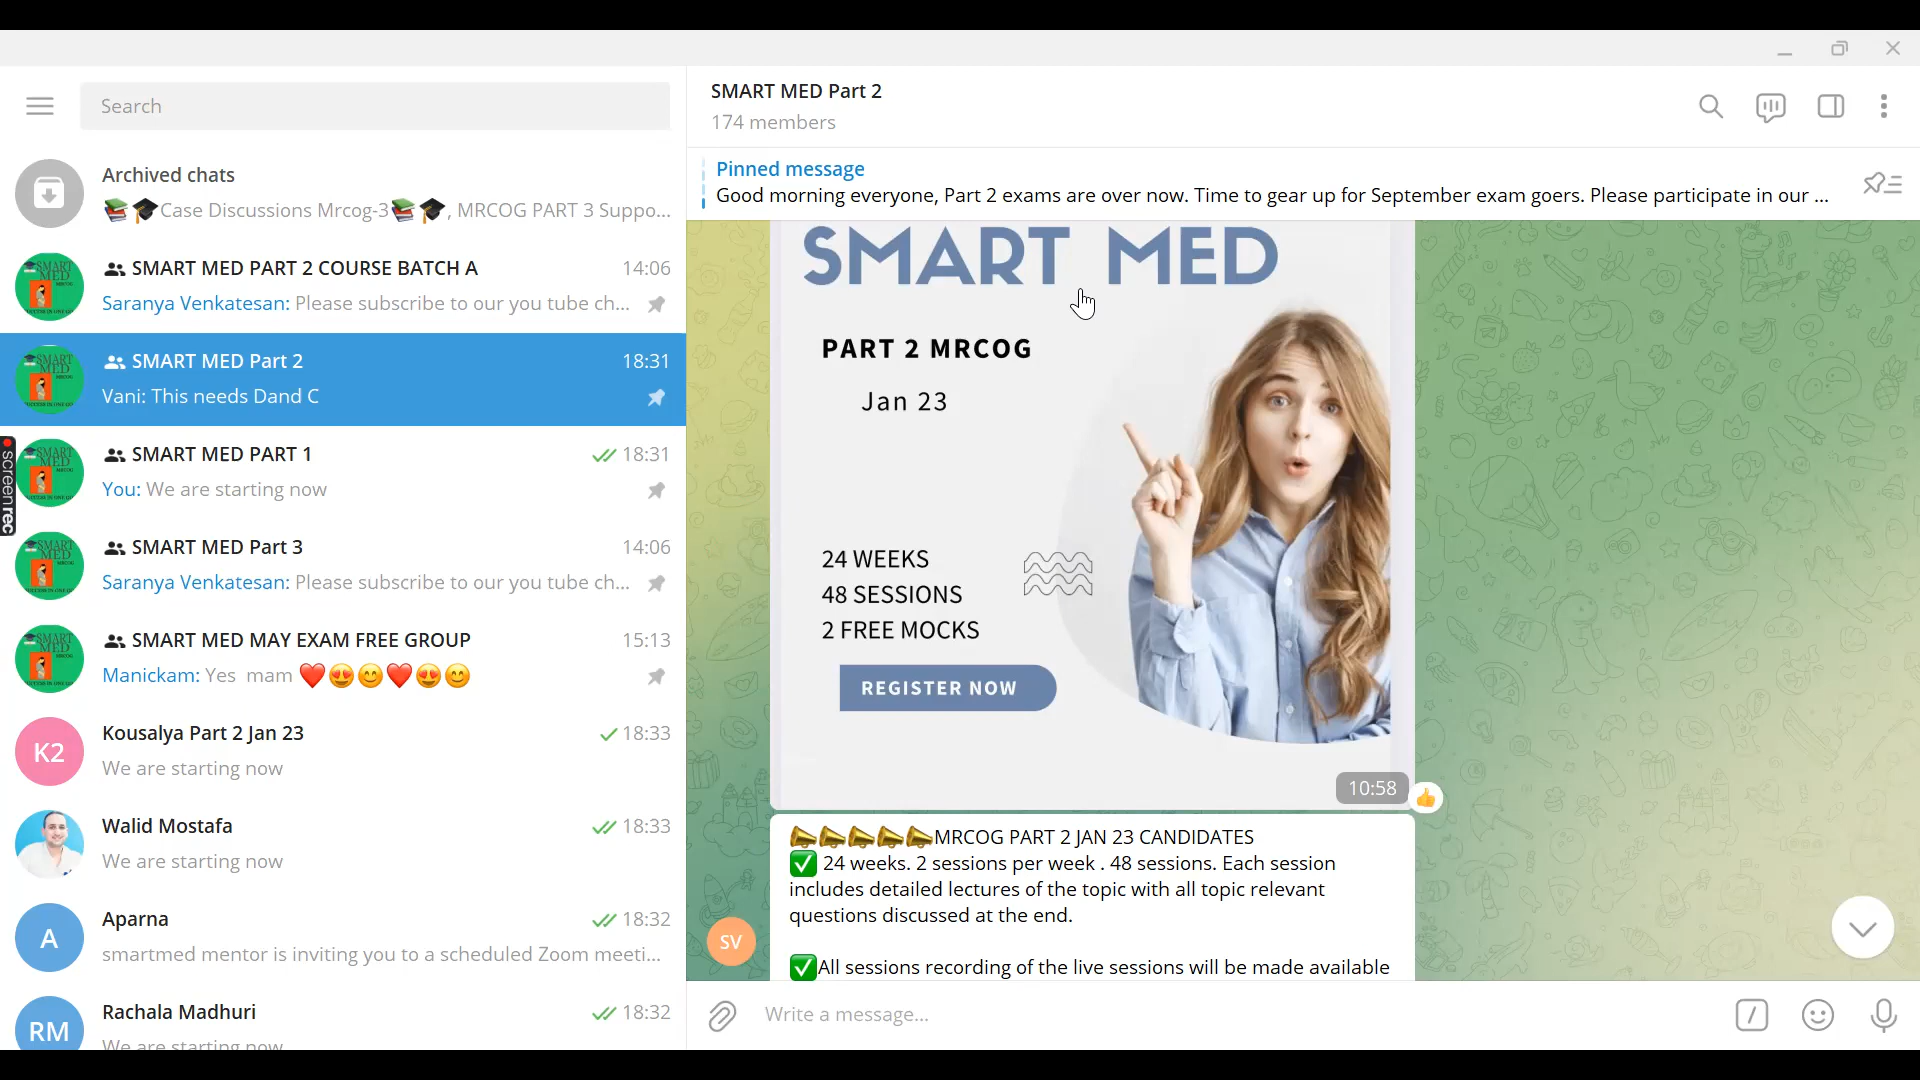 Search
Archived chats
📚🎓Case Discussions Mrcog-3📚🎓, MRCOG PART 3 Suppo...
SMART MED PART 2 COURSE BATCH A 14:06
Saranya Venkatesan: Please subscribe to our you tube ch...
SMART MED Part 2 18:31
Vani: This needs Dand C
SMART MED PART 1 18:31
You: We are starting now
SMART MED Part 3 14:06
Saranya Venkatesan: Please subscribe to our you tube ch...
SMART MED MAY EXAM FREE GROUP 15:13
Manickam: Yes mam ❤️😍😊❤️😍😊
K2
Kousalya Part 2 Jan 23 18:33
We are starting now
Walid Mostafa 18:33
We are starting now
A
Aparna 18:32
smartmed mentor is inviting you to a scheduled Zoom meeti...
RM
Rachala Madhuri 18:32
We are starting now
screenrec
SMART MED Part 2
174 members
Pinned message
Good morning everyone, Part 2 exams are over now. Time to gear up for September exam goers. Please participate in our ...
SMART MED
PART 2 MRCOG
Jan 23
24 WEEKS
48 SESSIONS
2 FREE MOCKS
REGISTER NOW
10:58
📣📣📣📣📣MRCOG PART 2 JAN 23 CANDIDATES
✅ 24 weeks. 2 sessions per week . 48 sessions. Each session
includes detailed lectures of the topic with all topic relevant
questions discussed at the end.
✅All sessions recording of the live sessions will be made available
SV
Write a message...